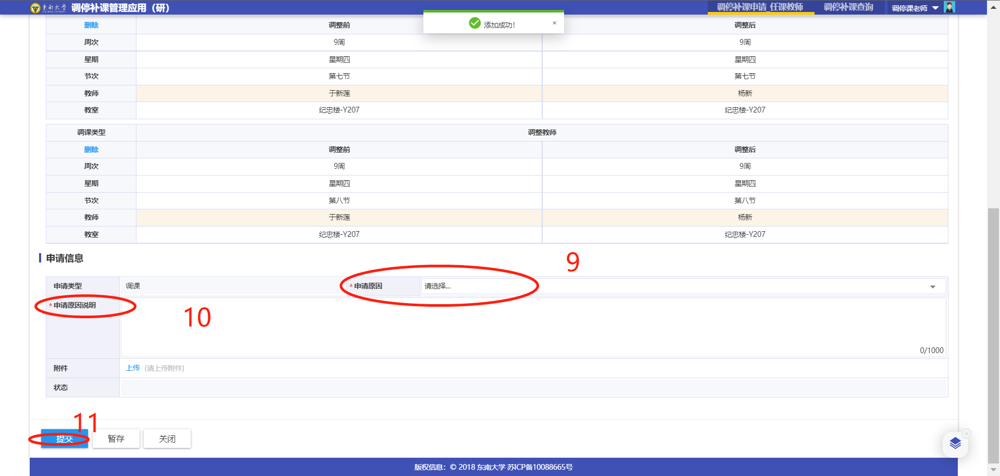 东南大学 调停补课管理应用（研） 调停补课申请_任课教师 调停补课查询 调停课老师
添加成功! ×
删除 调整前 调整后
周次 9周 9周
星期 星期四 星期四
节次 第七节 第七节
教师 于新莲 杨新
教室 纪忠楼-Y207 纪忠楼-Y207
调课类型 调整教师
删除 调整前 调整后
周次 9周 9周
星期 星期四 星期四
节次 第八节 第八节
教师 于新莲 杨新
教室 纪忠楼-Y207 纪忠楼-Y207
申请信息
9
申请类型 调课 *申请原因 请选择...
*申请原因说明
10
0/1000
附件 上传 (请上传附件)
状态
11
提交 暂存 关闭
版权信息：© 2018 东南大学 苏ICP备10088665号